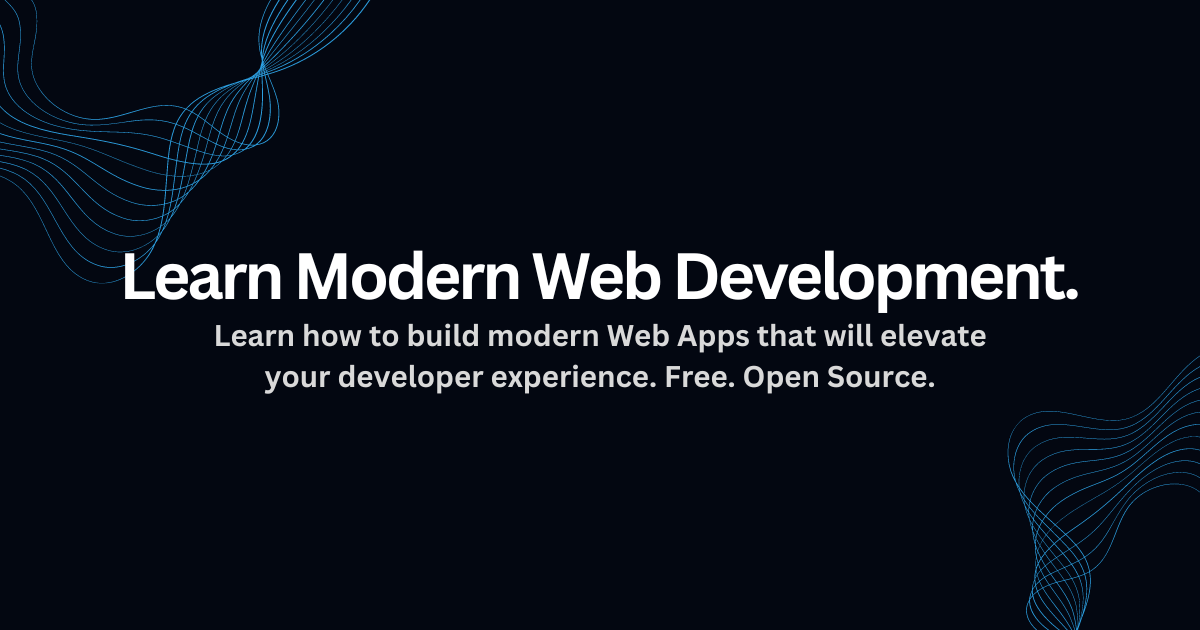 Learn Modern Web Development.
Learn how to build modern Web Apps that will elevate
your developer experience. Free. Open Source.